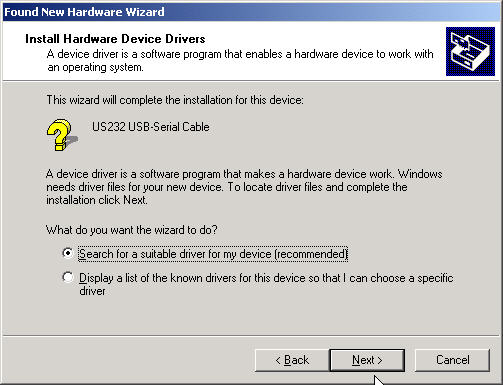 Found New Hardware Wizard
Install Hardware Device Drivers
A device driver is a software program that enables a hardware device to work with
an operating system.
This wizard will complete the installation for this device:
US232 USB-Serial Cable
A device driver is a software program that makes a hardware device work. Windows
needs driver files for your new device. To locate driver files and complete the
installation click Next.
What do you want the wizard to do?
Search for a suitable driver for my device (recommended)
Display a list of the known drivers for this device so that I can choose a specific
driver
< Back
Next >
Cancel